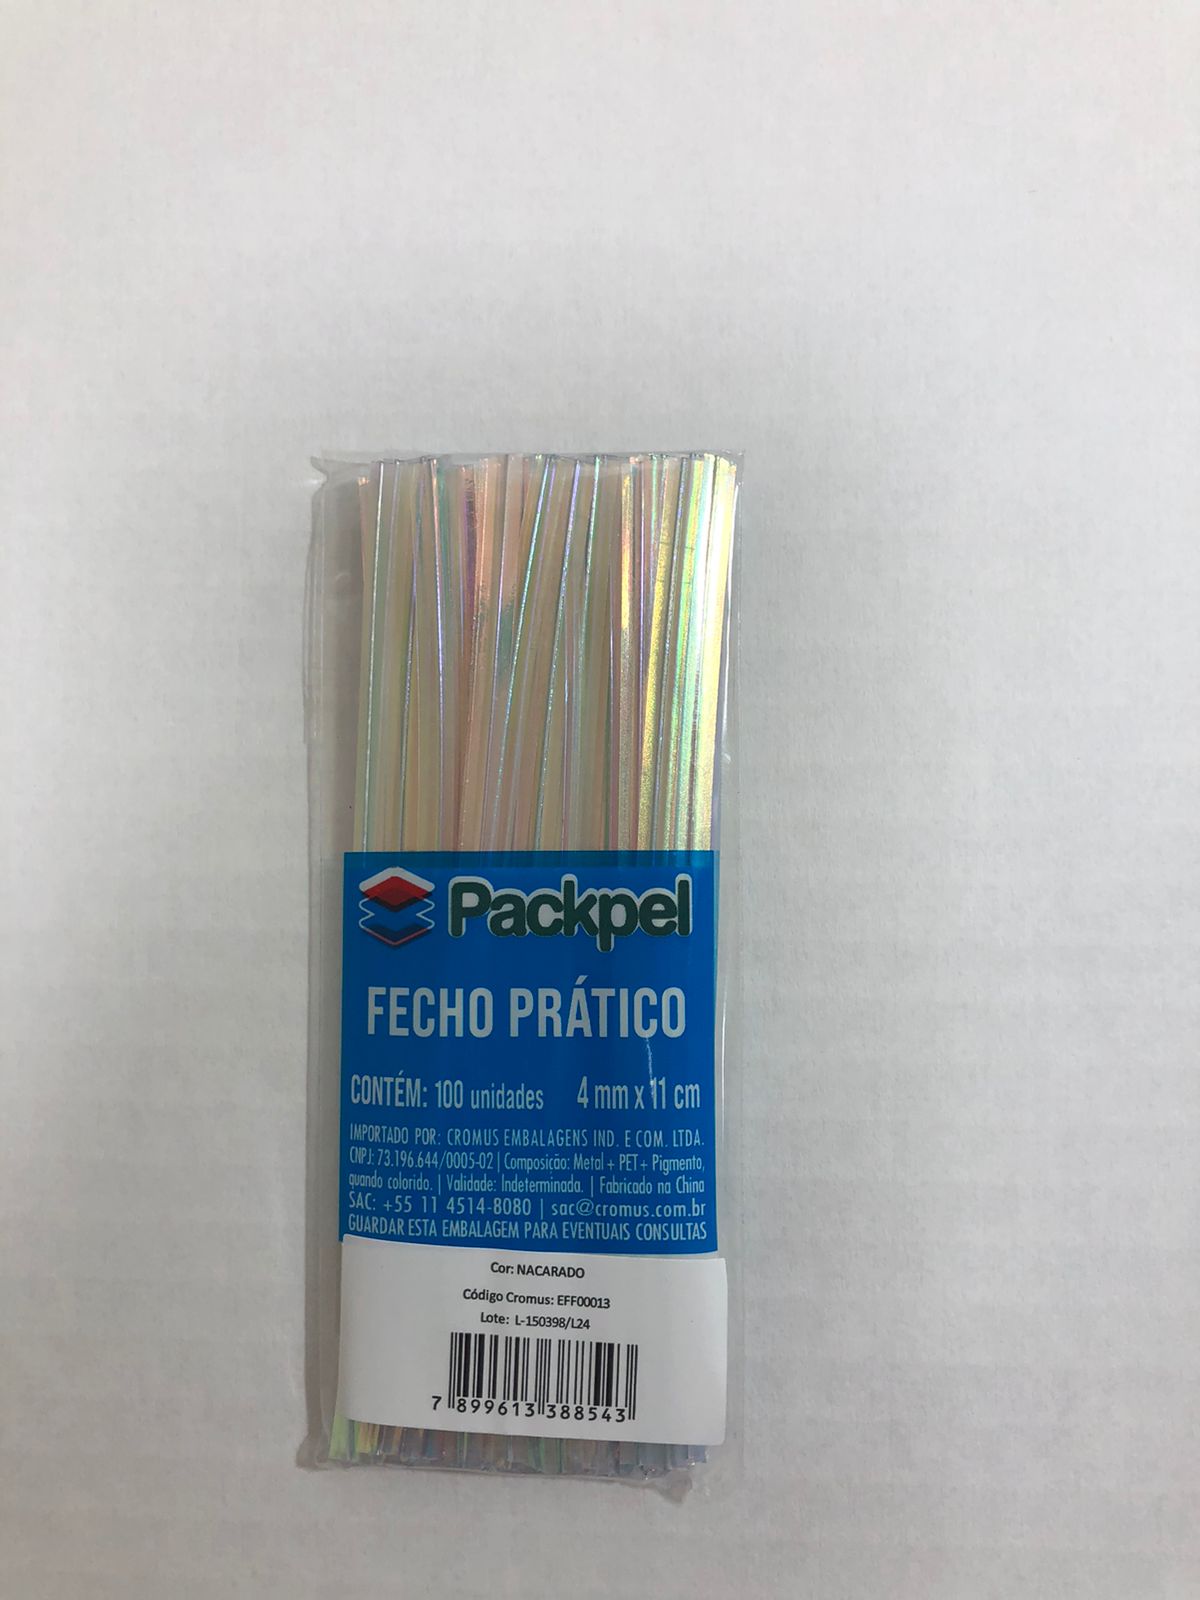 Packpel
FECHO PRÁTICO
CONTÉM: 100 unidades 4 mm x 11 cm
IMPORTADO POR: CROMUS EMBALAGENS IND. E COM. LTDA.
CNPJ: 73.196.644/0005-02 | Composição: Metal + PET + Pigmento,
quando colorido. | Validade: Indeterminada. | Fabricado na China
SAC: +55 11 4514-8080 | sac@cromus.com.br
GUARDAR ESTA EMBALAGEM PARA EVENTUAIS CONSULTAS
Cor: NACARADO
Código Cromus: EFF00013
Lote: L-150398/L24
7 899613 388543